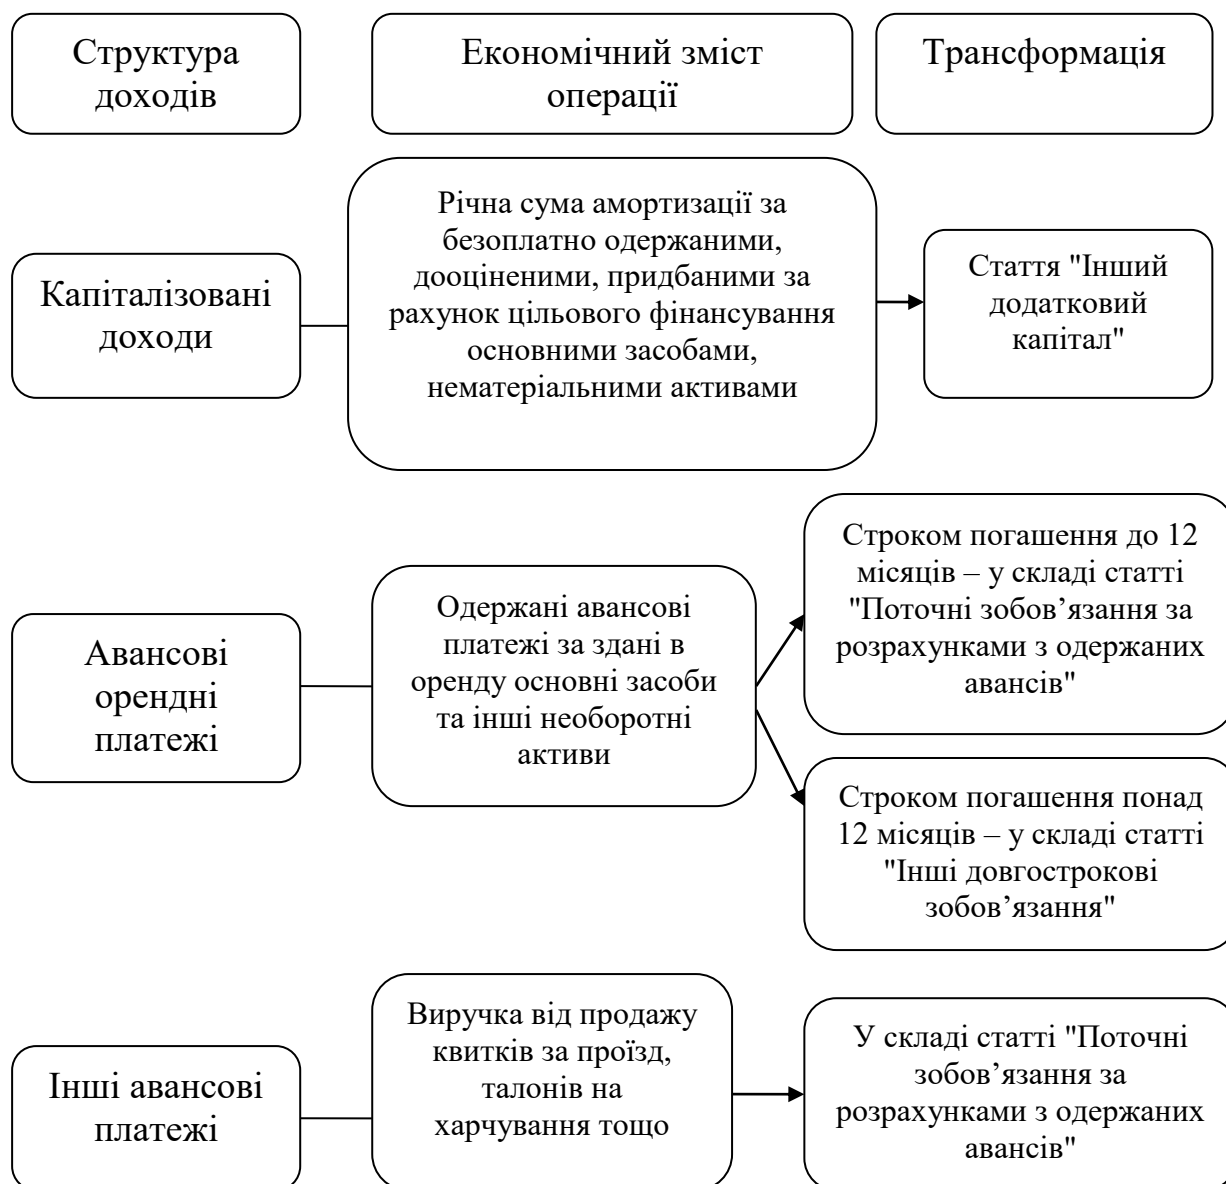 Структура
доходів
Економічний зміст
операції
Трансформація
Капіталізовані
доходи
Річна сума амортизації за
безоплатно одержаними,
дооціненими, придбаними за
рахунок цільового фінансування
основними засобами,
нематеріальними активами
Стаття "Інший
додатковий
капітал"
Авансові
орендні
платежі
Одержані авансові
платежі за здані в
оренду основні засоби
та інші необоротні
активи
Строком погашення до 12
місяців – у складі статті
"Поточні зобов’язання за
розрахунками з одержаних
авансів"
Строком погашення понад
12 місяців – у складі статті
"Інші довгострокові
зобов’язання"
Інші авансові
платежі
Виручка від продажу
квитків за проїзд,
талонів на
харчування тощо
У складі статті "Поточні
зобов’язання за
розрахунками з одержаних
авансів"